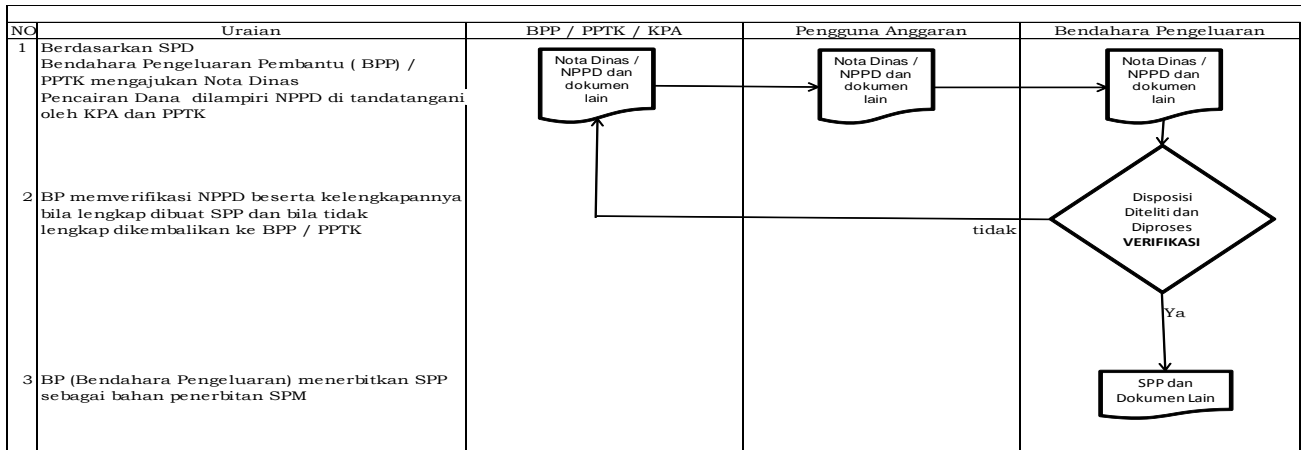 NO Uraian BPP / PPTK / KPA Pengguna Anggaran Bendahara Pengeluaran
1 Berdasarkan SPD
Bendahara Pengeluaran Pembantu ( BPP) /
PPTK mengajukan Nota Dinas
Pencairan Dana dilampiri NPPD di tandatangani
oleh KPA dan PPTK
Nota Dinas /
NPPD dan
dokumen
lain
Nota Dinas /
NPPD dan
dokumen
lain
Nota Dinas /
NPPD dan
dokumen
lain
2 BP memverifikasi NPPD beserta kelengkapannya
bila lengkap dibuat SPP dan bila tidak
lengkap dikembalikan ke BPP / PPTK
Disposisi
Diteliti dan
Diproses
VERIFIKASI
tidak
Ya
3 BP (Bendahara Pengeluaran) menerbitkan SPP
sebagai bahan penerbitan SPM
SPP dan
Dokumen Lain